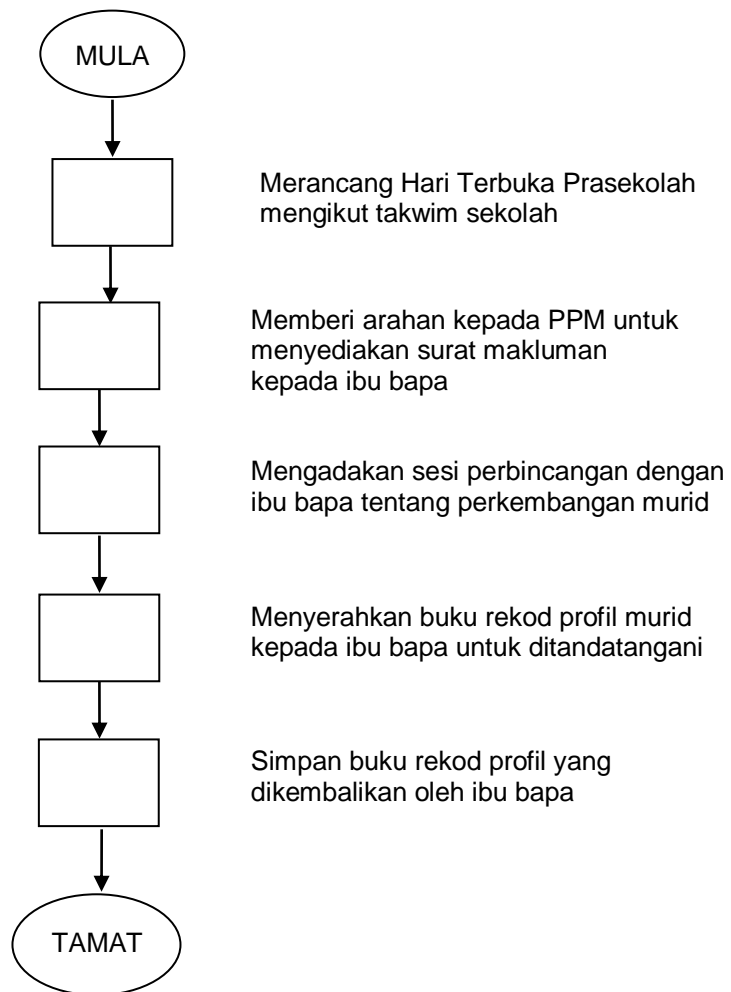 MULA
Merancang Hari Terbuka Prasekolah
mengikut takwim sekolah
Memberi arahan kepada PPM untuk
menyediakan surat makluman
kepada ibu bapa
Mengadakan sesi perbincangan dengan
ibu bapa tentang perkembangan murid
Menyerahkan buku rekod profil murid
kepada ibu bapa untuk ditandatangani
Simpan buku rekod profil yang
dikembalikan oleh ibu bapa
TAMAT